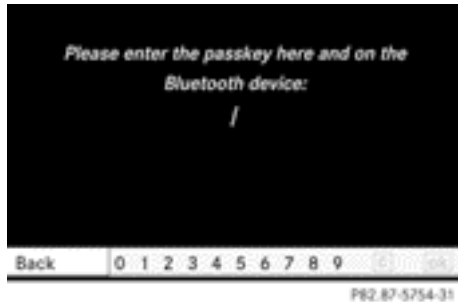 Please enter the passkey here and on the
Bluetooth device:
Back 0 1 2 3 4 5 6 7 8 9 C ok
P82.87-5754-31